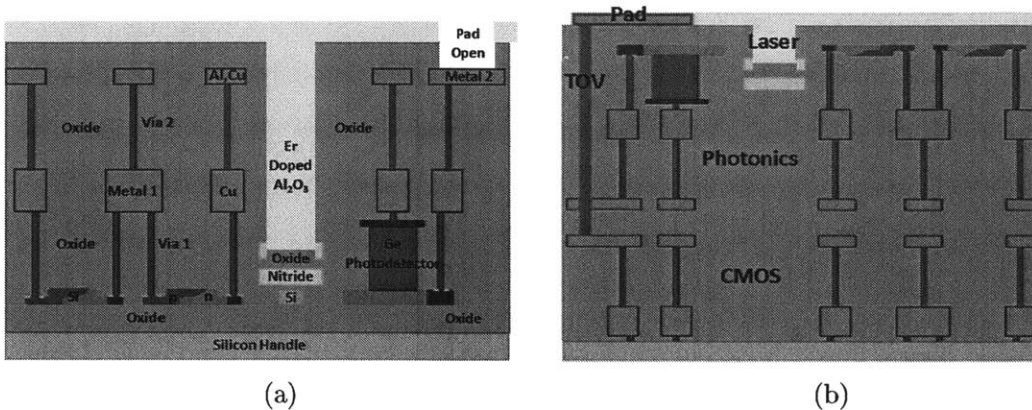 Pad
Open
Al,Cu
Metal 2
Oxide
Via 2
Oxide
Er
Doped
Al₂O₃
Metal 1
Cu
Oxide
Via 1
Oxide
Nitride
Ge
Photodetector
Si
p
n
Si
Oxide
Oxide
Silicon Handle
(a)
Pad
Laser
TOV
Photonics
CMOS
(b)